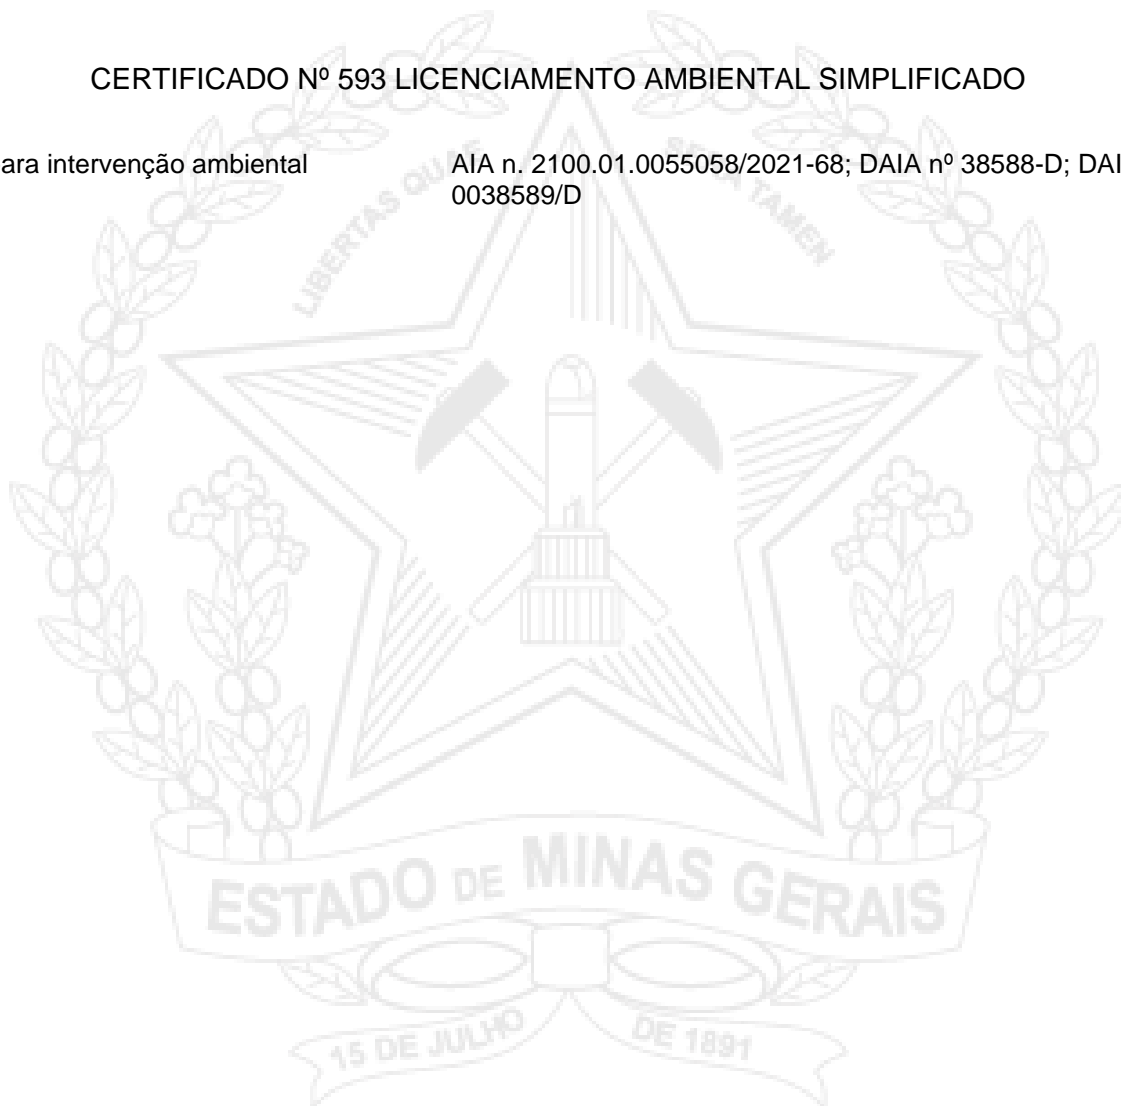 CERTIFICADO Nº 593 LICENCIAMENTO AMBIENTAL SIMPLIFICADO
ara intervenção ambiental AIA n. 2100.01.0055058/2021-68; DAIA nº 38588-D; DAI
0038589/D
LIBERTAS QUAE SERA TAMEN
ESTADO DE MINAS GERAIS
15 DE JULHO DE 1891